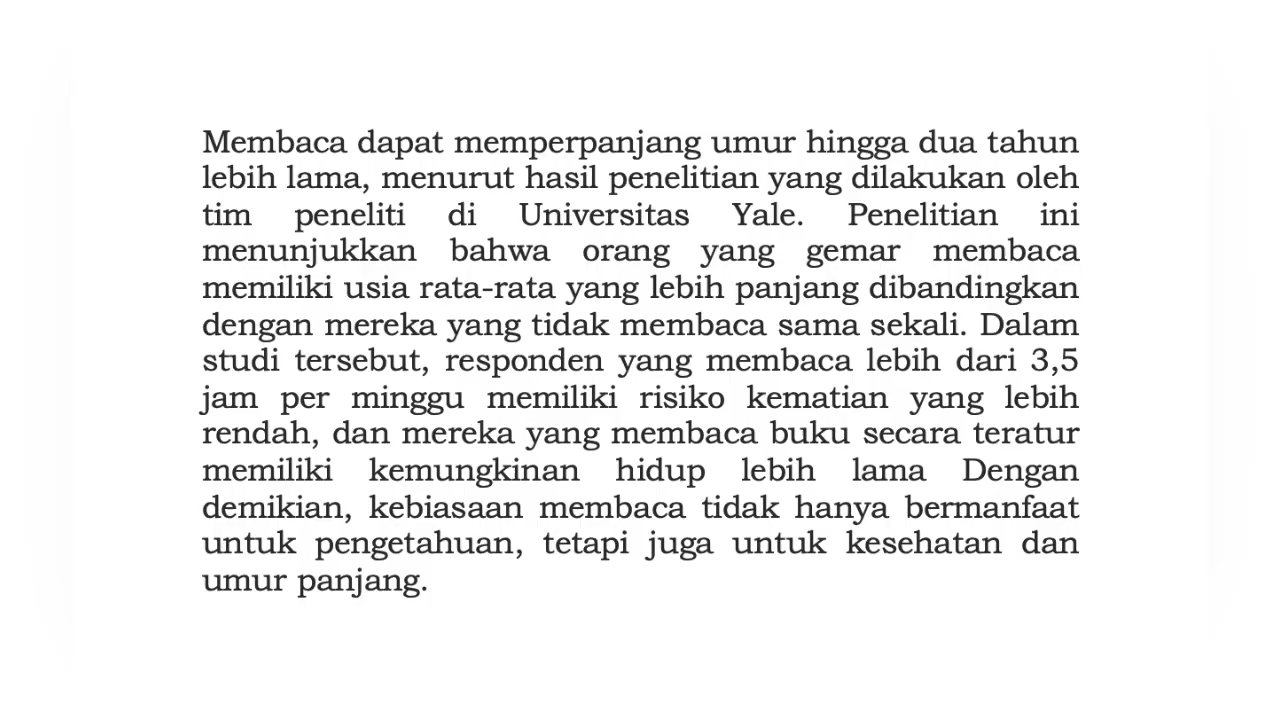 Membaca dapat memperpanjang umur hingga dua tahun
lebih lama, menurut hasil penelitian yang dilakukan oleh
tim peneliti di Universitas Yale. Penelitian ini
menunjukkan bahwa orang yang gemar membaca
memiliki usia rata-rata yang lebih panjang dibandingkan
dengan mereka yang tidak membaca sama sekali. Dalam
studi tersebut, responden yang membaca lebih dari 3,5
jam per minggu memiliki risiko kematian yang lebih
rendah, dan mereka yang membaca buku secara teratur
memiliki kemungkinan hidup lebih lama Dengan
demikian, kebiasaan membaca tidak hanya bermanfaat
untuk pengetahuan, tetapi juga untuk kesehatan dan
umur panjang.